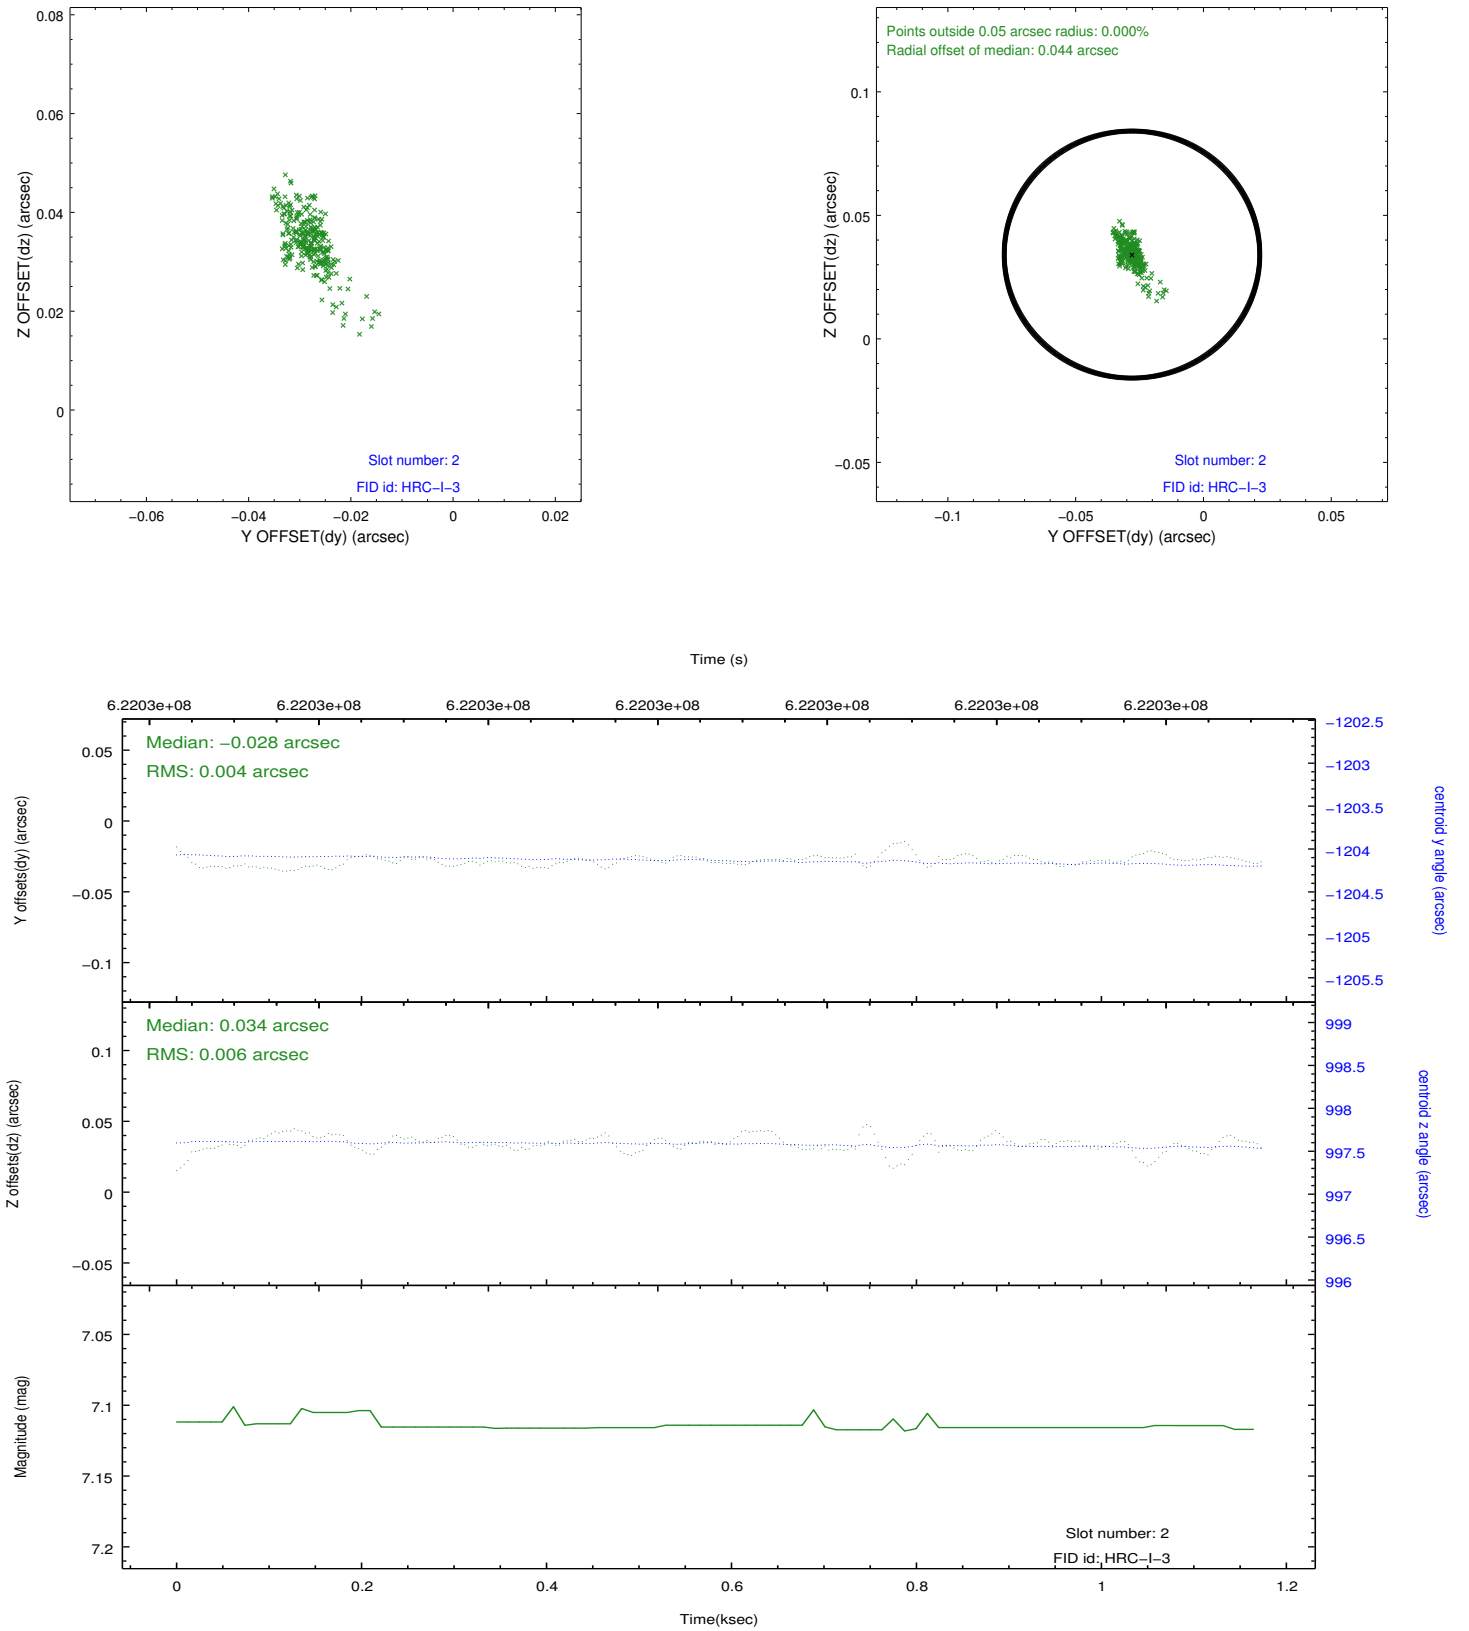 0.08
0.06
0.04
0.02
0
Z OFFSET(dz) (arcsec)
Slot number: 2
FID id: HRC−I−3
−0.06 −0.04 −0.02 0 0.02
Y OFFSET(dy) (arcsec)
Points outside 0.05 arcsec radius: 0.000%
Radial offset of median: 0.044 arcsec
0.1
0.05
0
−0.05
Z OFFSET(dz) (arcsec)
Slot number: 2
FID id: HRC−I−3
−0.1 −0.05 0 0.05
Y OFFSET(dy) (arcsec)
Time (s)
6.2203e+08 6.2203e+08 6.2203e+08 6.2203e+08 6.2203e+08 6.2203e+08 6.2203e+08
Median: −0.028 arcsec
RMS: 0.004 arcsec
0.05
0
−0.05
−0.1
Y offsets(dy) (arcsec)
−1202.5
−1203
−1203.5
−1204
−1204.5
−1205
−1205.5
centroid y angle (arcsec)
Median: 0.034 arcsec
RMS: 0.006 arcsec
0.1
0.05
0
−0.05
Z offsets(dz) (arcsec)
999
998.5
998
997.5
997
996.5
996
centroid z angle (arcsec)
7.05
7.1
7.15
7.2
Magnitude (mag)
Slot number: 2
FID id: HRC−I−3
0 0.2 0.4 0.6 0.8 1 1.2
Time(ksec)